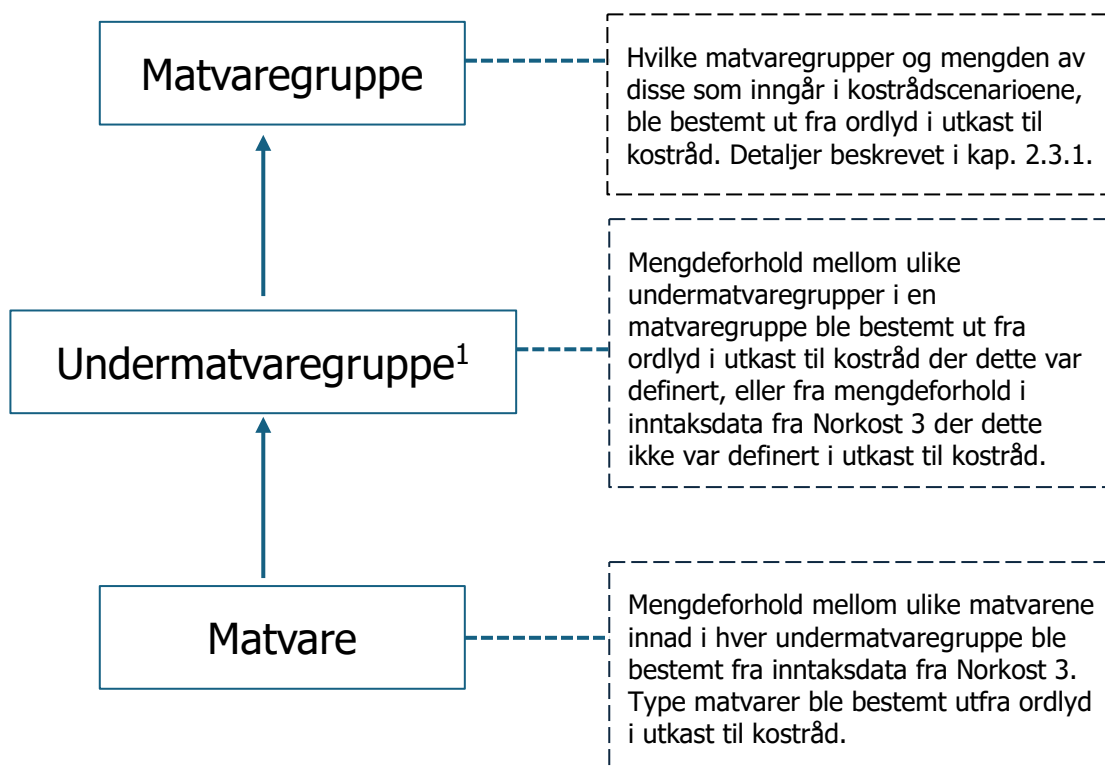 Matvaregruppe
Hvilke matvaregrupper og mengden av
disse som inngår i kostrådscenarioene,
ble bestemt ut fra ordlyd i utkast til
kostråd. Detaljer beskrevet i kap. 2.3.1.
Undermatvaregruppe¹
Mengdeforhold mellom ulike
undermatvaregrupper i en
matvaregruppe ble bestemt ut fra
ordlyd i utkast til kostråd der dette var
definert, eller fra mengdeforhold i
inntaksdata fra Norkost 3 der dette
ikke var definert i utkast til kostråd.
Matvare
Mengdeforhold mellom ulike matvarene
innad i hver undermatvaregruppe ble
bestemt fra inntaksdata fra Norkost 3.
Type matvarer ble bestemt utfra ordlyd
i utkast til kostråd.